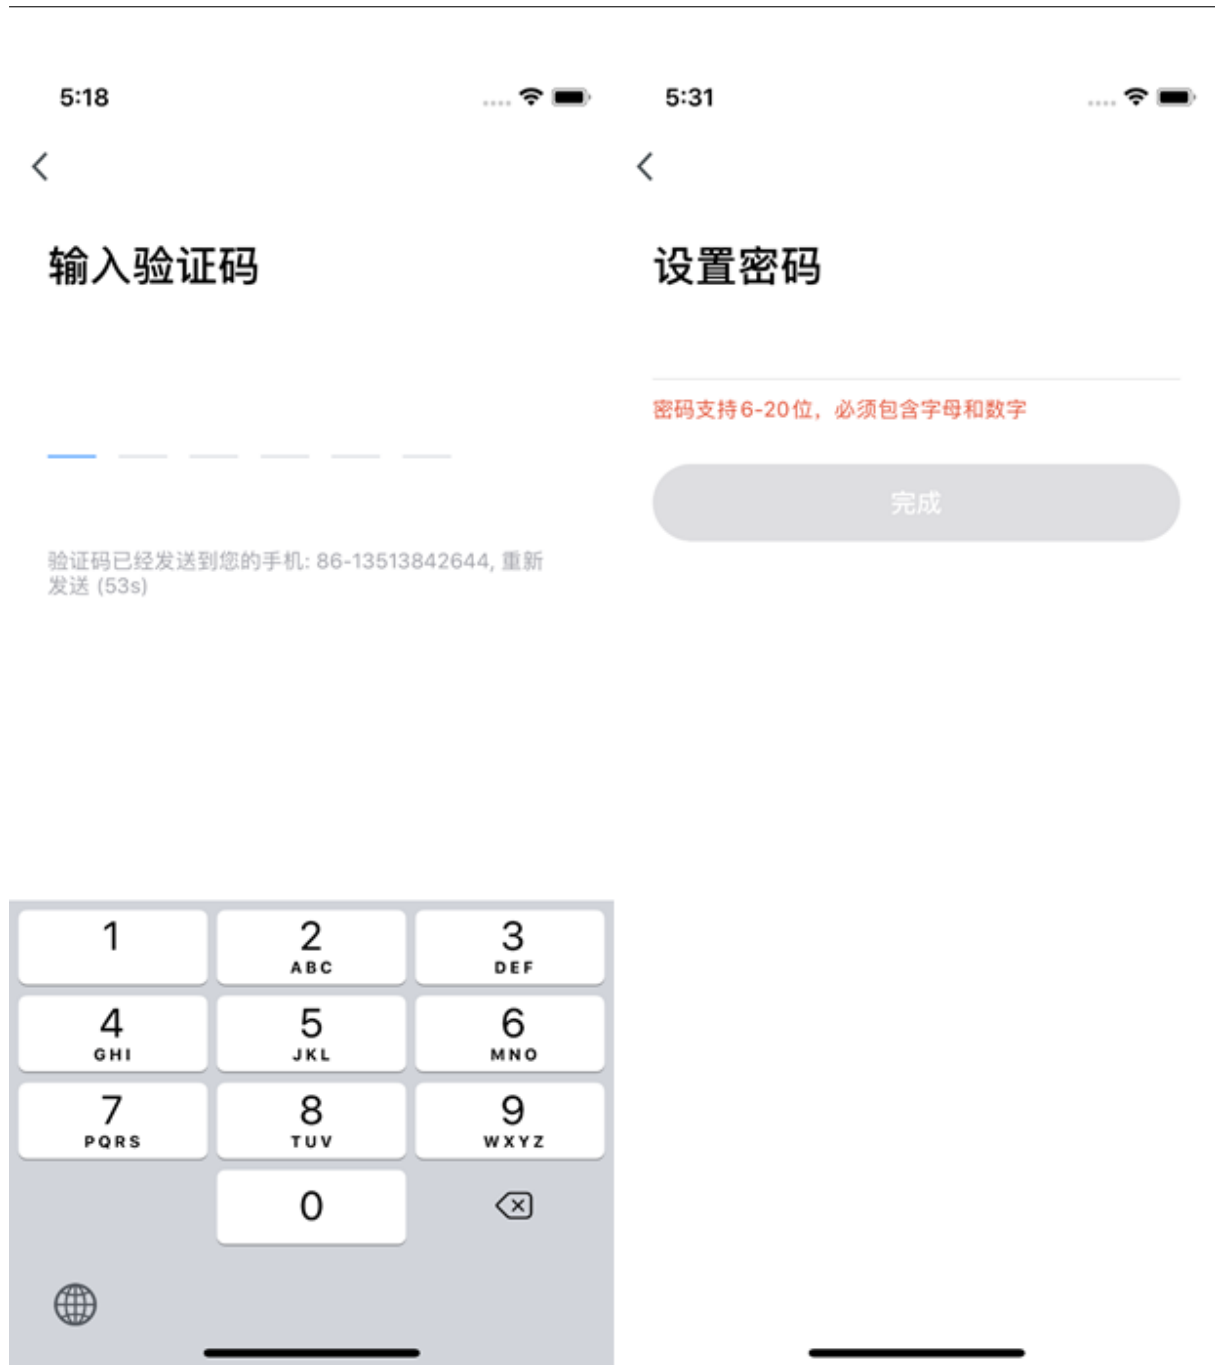 5:18
输入验证码
验证码已经发送到您的手机: 86-13513842644, 重新
发送 (53s)
1
2
ABC
3
DEF
4
GHI
5
JKL
6
MNO
7
PQRS
8
TUV
9
WXYZ
0
5:31
设置密码
密码支持6-20位，必须包含字母和数字
完成